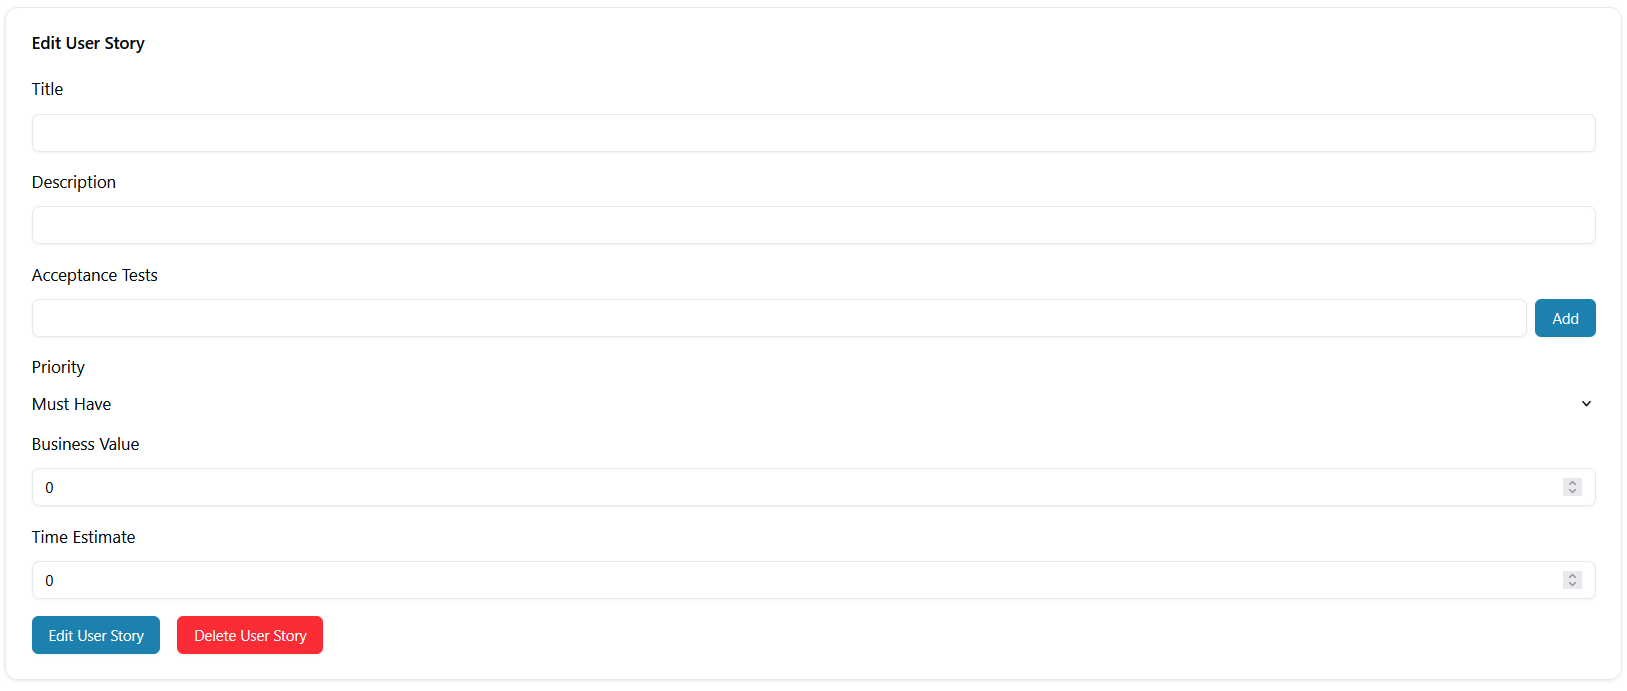 Edit User Story
Title
Description
Acceptance Tests
Add
Priority
Must Have
Business Value
0
Time Estimate
0
Edit User Story Delete User Story